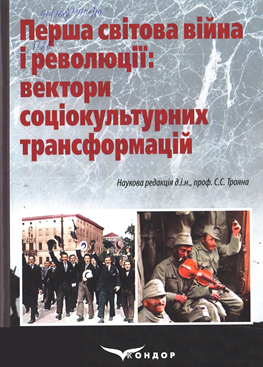 Перша світова війна
і революції:
вектори
соціокультурних
трансформацій
Наукова редакція д.і.н., проф. С.С. Трояна
КОНДОР